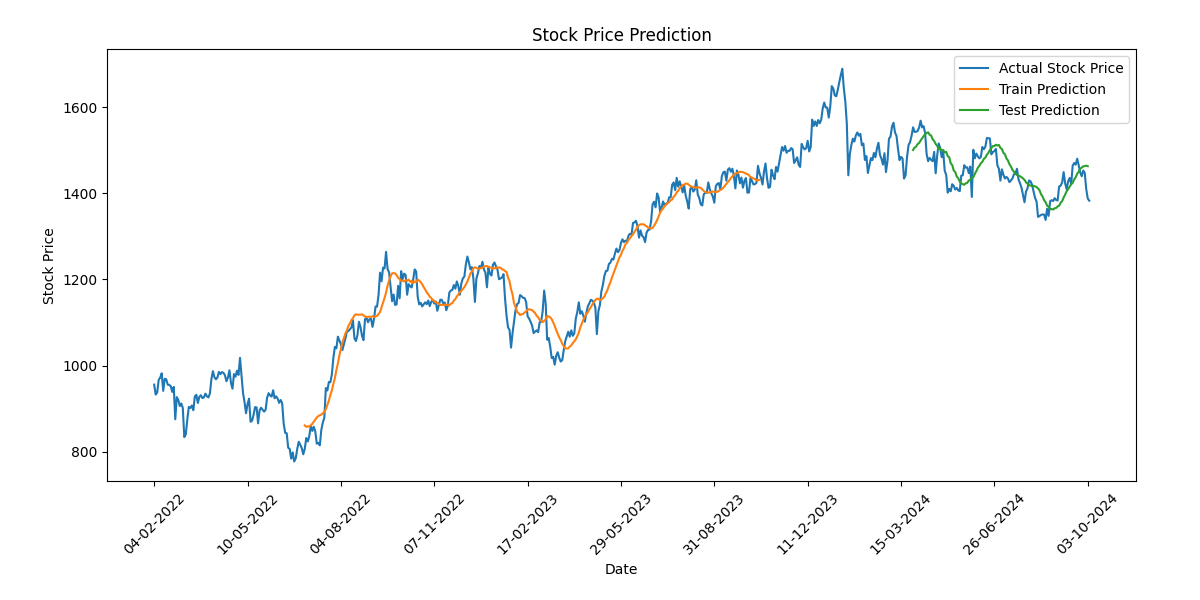 Stock Price Prediction
Actual Stock Price
Train Prediction
Test Prediction
Stock Price
1600
1400
1200
1000
800
04-02-2022
10-05-2022
04-08-2022
07-11-2022
17-02-2023
29-05-2023
31-08-2023
11-12-2023
15-03-2024
26-06-2024
03-10-2024
Date